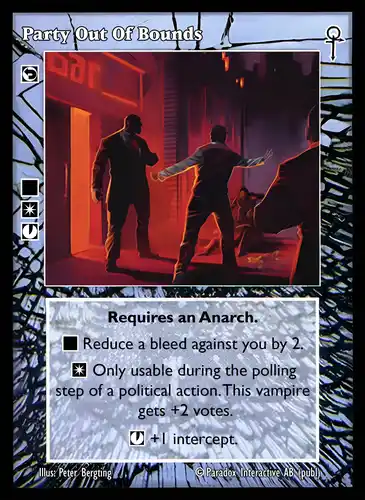 Party Out Of Bounds
Bar
Requires an Anarch.
Reduce a bleed against you by 2.
Only usable during the polling
step of a political action. This vampire
gets +2 votes.
+1 intercept.
Illus: Peter Bergting
© Paradox Interactive AB (publ)